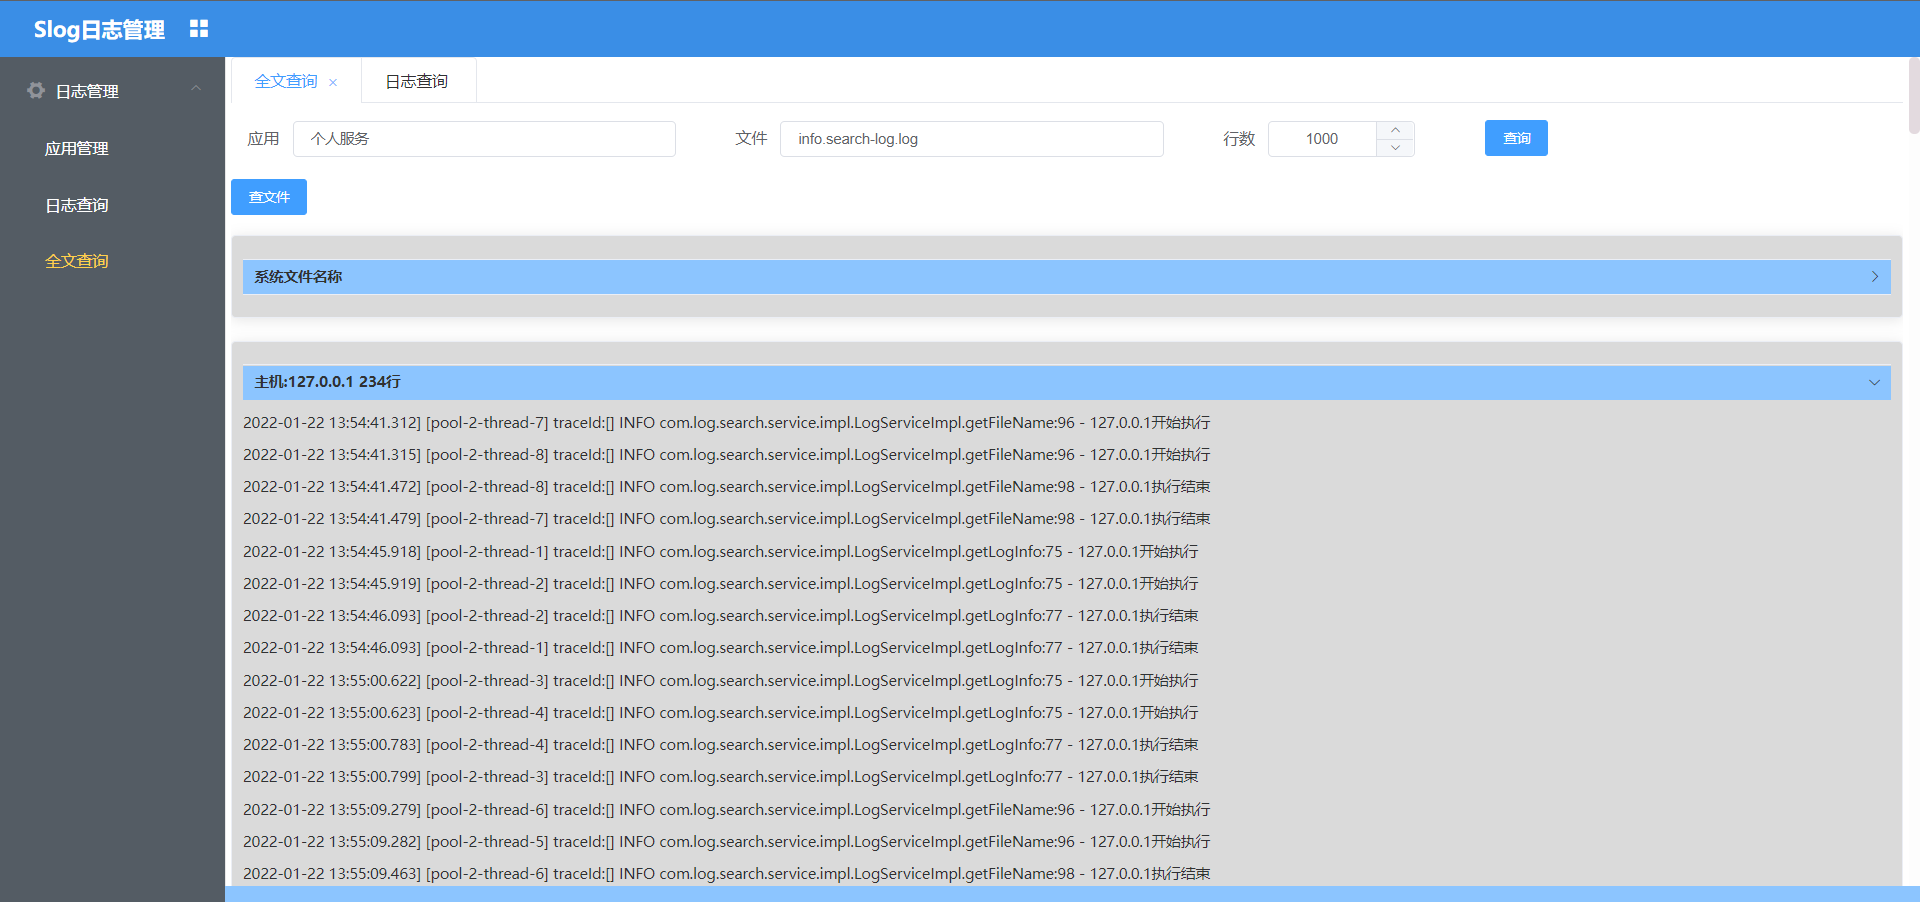 Slog日志管理
日志管理
应用管理
日志查询
全文查询
全文查询 × 日志查询
应用 个人服务 文件 info.search-log.log 行数 1000 查询
查文件
系统文件名称
主机:127.0.0.1 234行
2022-01-22 13:54:41.312] [pool-2-thread-7] traceId:[] INFO com.log.search.service.impl.LogServiceImpl.getFileName:96 - 127.0.0.1开始执行
2022-01-22 13:54:41.315] [pool-2-thread-8] traceId:[] INFO com.log.search.service.impl.LogServiceImpl.getFileName:96 - 127.0.0.1开始执行
2022-01-22 13:54:41.472] [pool-2-thread-8] traceId:[] INFO com.log.search.service.impl.LogServiceImpl.getFileName:98 - 127.0.0.1执行结束
2022-01-22 13:54:41.479] [pool-2-thread-7] traceId:[] INFO com.log.search.service.impl.LogServiceImpl.getFileName:98 - 127.0.0.1执行结束
2022-01-22 13:54:45.918] [pool-2-thread-1] traceId:[] INFO com.log.search.service.impl.LogServiceImpl.getLogInfo:75 - 127.0.0.1开始执行
2022-01-22 13:54:45.919] [pool-2-thread-2] traceId:[] INFO com.log.search.service.impl.LogServiceImpl.getLogInfo:75 - 127.0.0.1开始执行
2022-01-22 13:54:46.093] [pool-2-thread-2] traceId:[] INFO com.log.search.service.impl.LogServiceImpl.getLogInfo:77 - 127.0.0.1执行结束
2022-01-22 13:54:46.093] [pool-2-thread-1] traceId:[] INFO com.log.search.service.impl.LogServiceImpl.getLogInfo:77 - 127.0.0.1执行结束
2022-01-22 13:55:00.622] [pool-2-thread-3] traceId:[] INFO com.log.search.service.impl.LogServiceImpl.getLogInfo:75 - 127.0.0.1开始执行
2022-01-22 13:55:00.623] [pool-2-thread-4] traceId:[] INFO com.log.search.service.impl.LogServiceImpl.getLogInfo:75 - 127.0.0.1开始执行
2022-01-22 13:55:00.783] [pool-2-thread-4] traceId:[] INFO com.log.search.service.impl.LogServiceImpl.getLogInfo:77 - 127.0.0.1执行结束
2022-01-22 13:55:00.799] [pool-2-thread-3] traceId:[] INFO com.log.search.service.impl.LogServiceImpl.getLogInfo:77 - 127.0.0.1执行结束
2022-01-22 13:55:09.279] [pool-2-thread-6] traceId:[] INFO com.log.search.service.impl.LogServiceImpl.getFileName:96 - 127.0.0.1开始执行
2022-01-22 13:55:09.282] [pool-2-thread-5] traceId:[] INFO com.log.search.service.impl.LogServiceImpl.getFileName:96 - 127.0.0.1开始执行
2022-01-22 13:55:09.463] [pool-2-thread-6] traceId:[] INFO com.log.search.service.impl.LogServiceImpl.getFileName:98 - 127.0.0.1执行结束